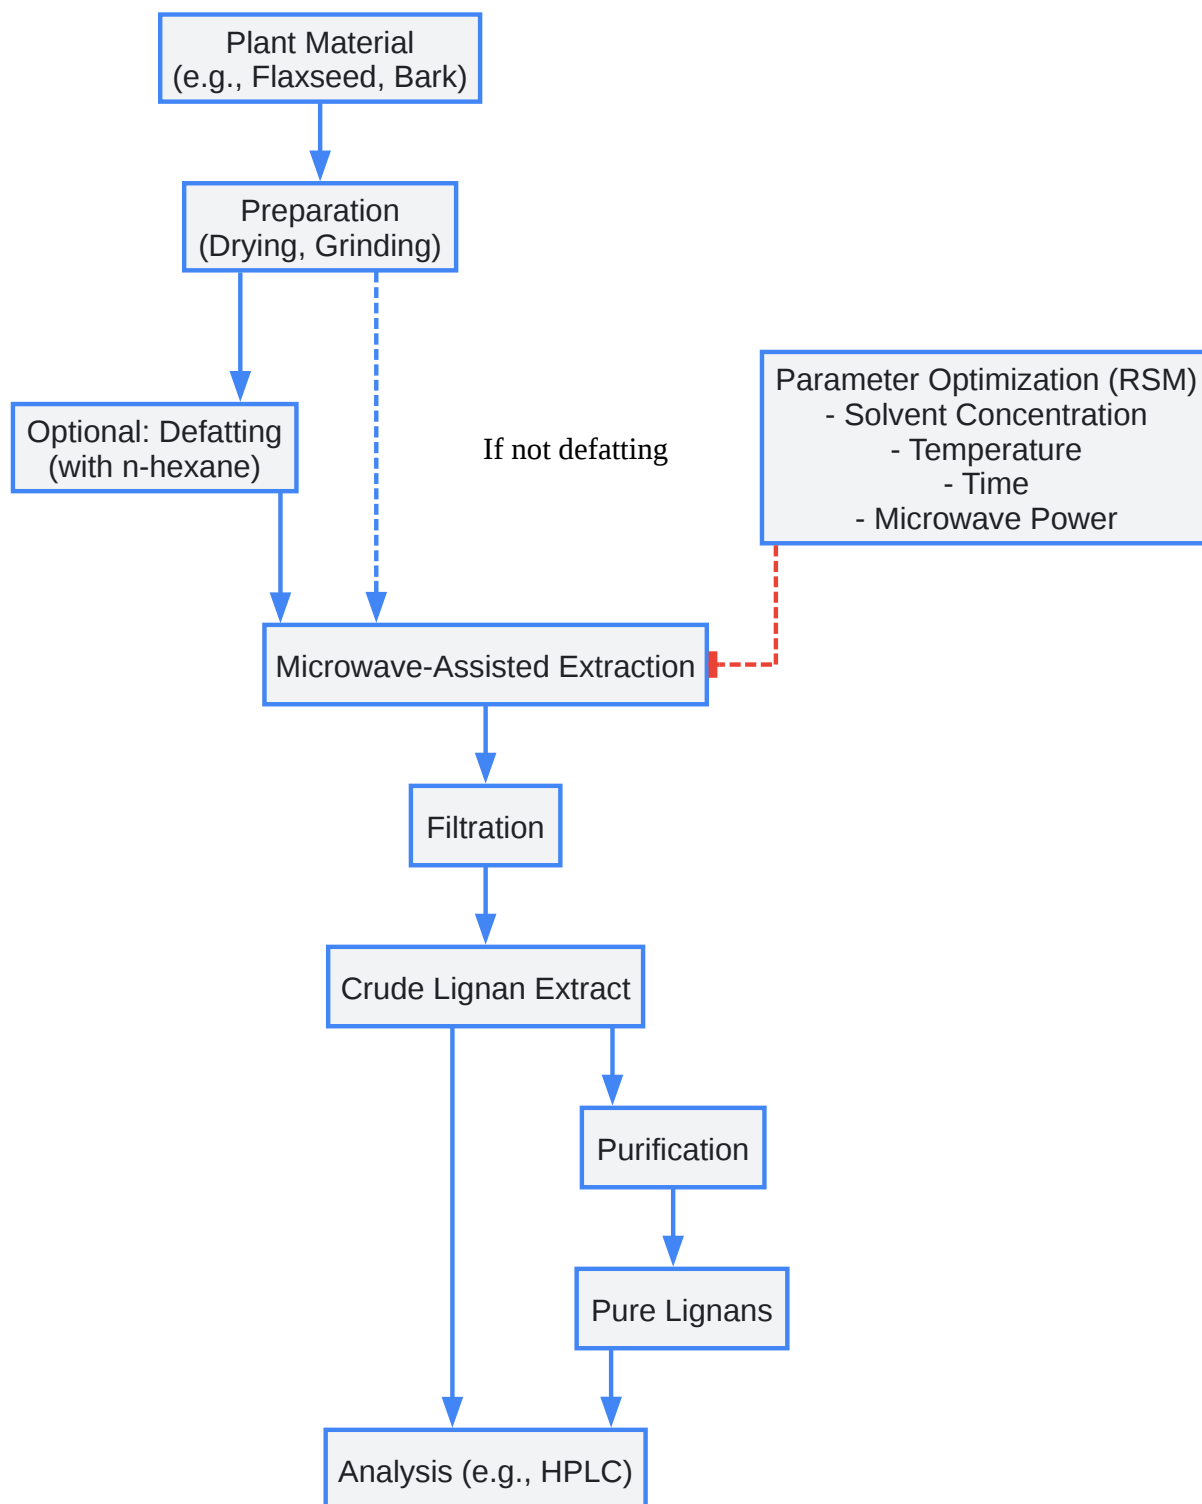 Plant Material
(e.g., Flaxseed, Bark)
Preparation
(Drying, Grinding)
Optional: Defatting
(with n-hexane)
If not defatting
Parameter Optimization (RSM)
- Solvent Concentration
- Temperature
- Time
- Microwave Power
Microwave-Assisted Extraction
Filtration
Crude Lignan Extract
Purification
Pure Lignans
Analysis (e.g., HPLC)